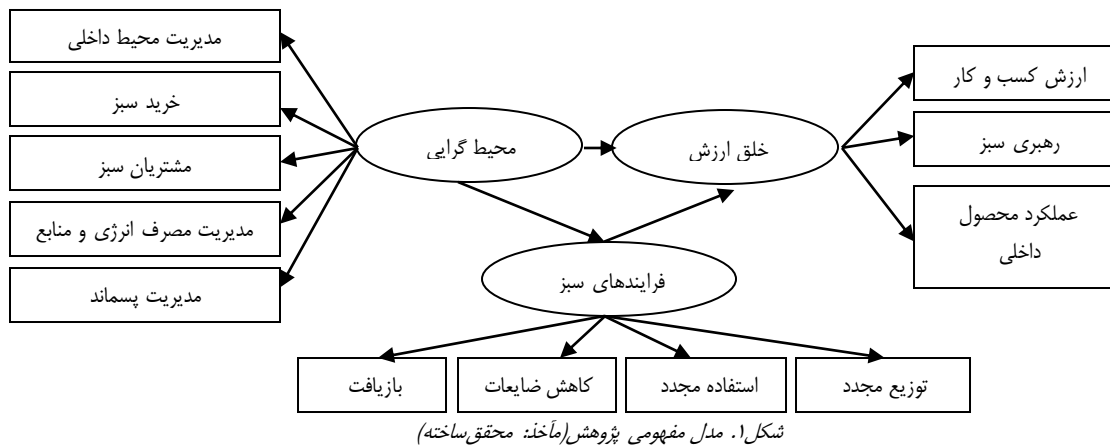 مدیریت محیط داخلی
خرید سبز
مشتریان سبز
مدیریت مصرف انرژی و منابع
مدیریت پسماند
محیط گرایی
خلق ارزش
فرایندهای سبز
ارزش کسب و کار
رهبری سبز
عملکرد محصول
داخلی
توزیع مجدد
استفاده مجدد
کاهش ضایعات
بازیافت
شکل۱. مدل مفهومی پژوهش(مأخذ: محقق‌ساخته)